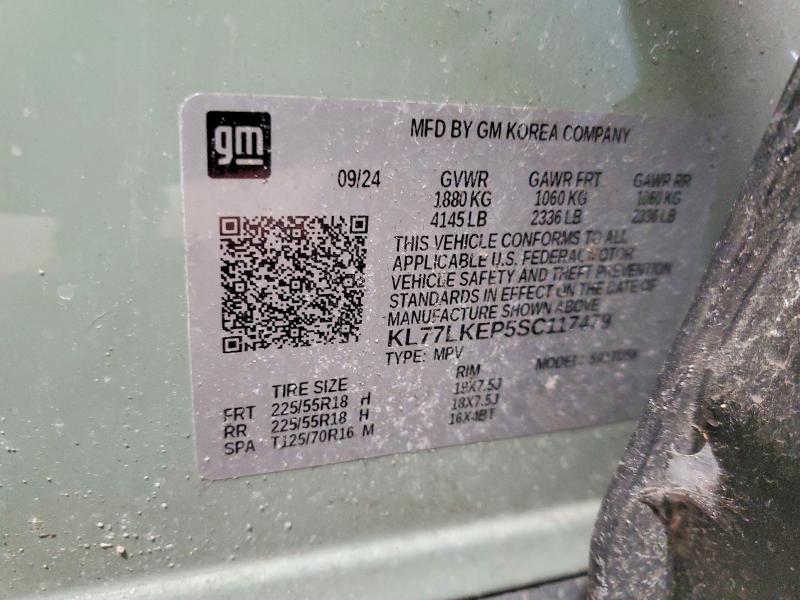 gm
MFD BY GM KOREA COMPANY
09/24 GVWR GAWR FRT GAWR RR
1880 KG 1060 KG 1060 KG
4145 LB 2336 LB 2336 LB
THIS VEHICLE CONFORMS TO ALL
APPLICABLE U.S. FEDERAL MOTOR
VEHICLE SAFETY AND THEFT PREVENTION
STANDARDS IN EFFECT ON THE DATE OF
MANUFACTURE SHOWN ABOVE
KL77LKEP5SC117479
TYPE: MPV MODEL:
TIRE SIZE RIM
FRT 225/55R18 H 18X7.5J
RR 225/55R18 H 18X7.5J
SPA T125/70R16 M 16X4BT